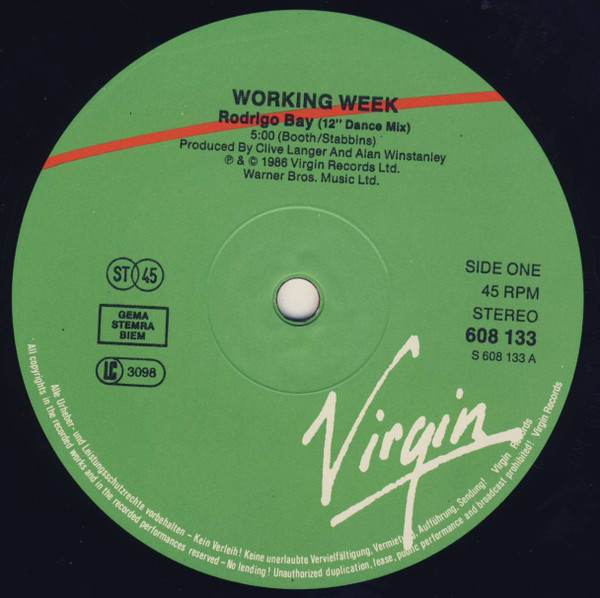 WORKING WEEK
Rodrigo Bay (12" Dance Mix)
5:00 (Booth/Stabbins)
Produced By Clive Langer And Alan Winstanley
℗ & © 1986 Virgin Records Ltd.
Warner Bros. Music Ltd.
ST 45
GEMA
STEMRA
BIEM
LC 3098
SIDE ONE
45 RPM
STEREO
608 133
S 608 133 A
Virgin
Alle Urheber- und Leistungsschutzrechte vorbehalten – Kein Verleih! Keine unerlaubte Vervielfältigung, Vermietung, Aufführung, Sendung! Virgin Records
All copyrights in the recorded works and in the recorded performances reserved – No lending! Unauthorized duplication, lease, public performance and broadcast prohibited! Virgin Records